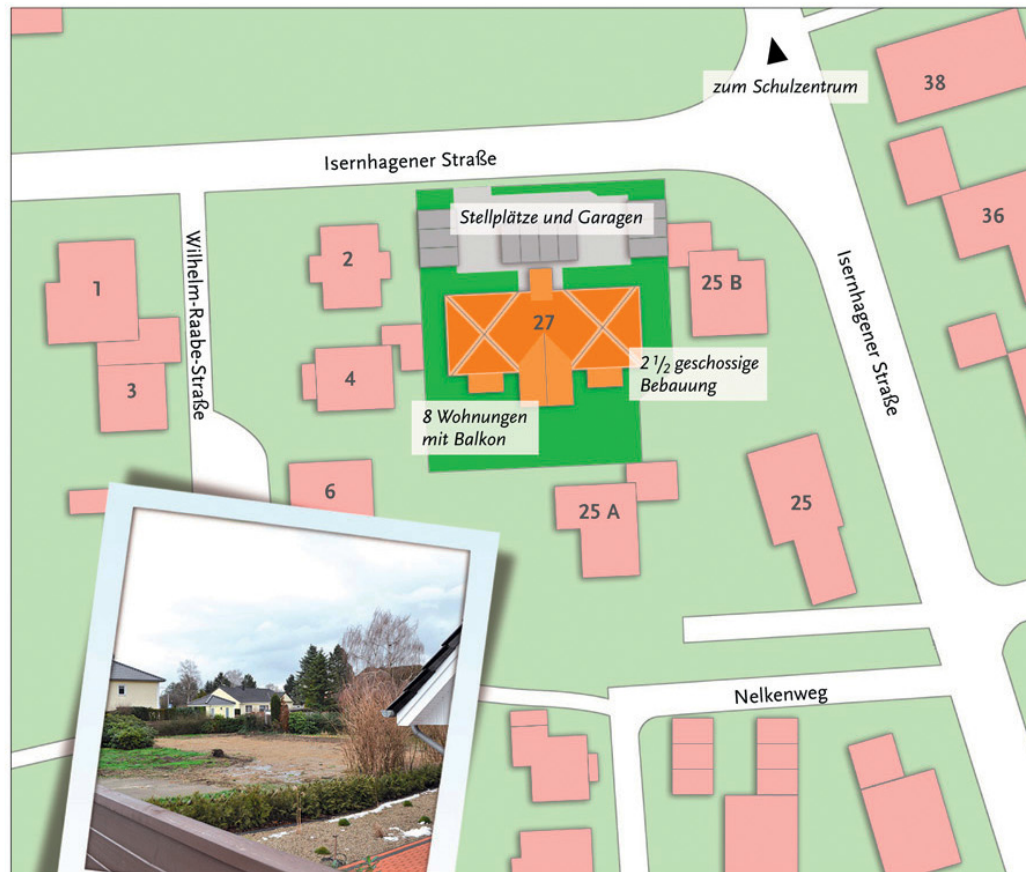 zum Schulzentrum
38
Isernhagener Straße
Stellplätze und Garagen
36
Wilhelm-Raabe-Straße
1
2
25 B
Isernhagener Straße
27
3
4
2 ½ geschossige
Bebauung
8 Wohnungen
mit Balkon
6
25 A
25
Nelkenweg